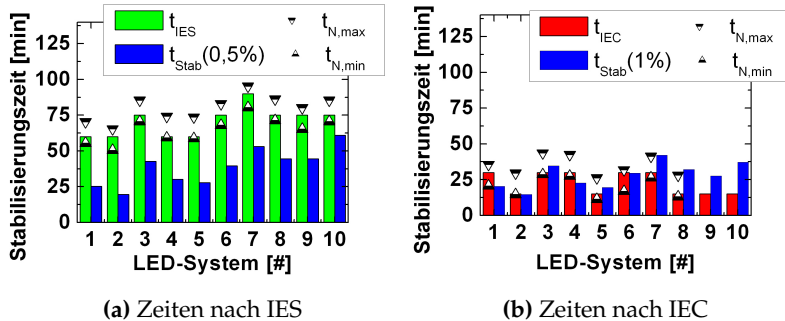 t_IES t_N,max
t_Stab(0,5%) t_N,min
Stabilisierungszeit [min]
125
100
75
50
25
0
1 2 3 4 5 6 7 8 9 10
LED-System [#]
(a) Zeiten nach IES
t_IEC t_N,max
t_Stab(1%) t_N,min
Stabilisierungszeit [min]
125
100
75
50
25
0
1 2 3 4 5 6 7 8 9 10
LED-System [#]
(b) Zeiten nach IEC